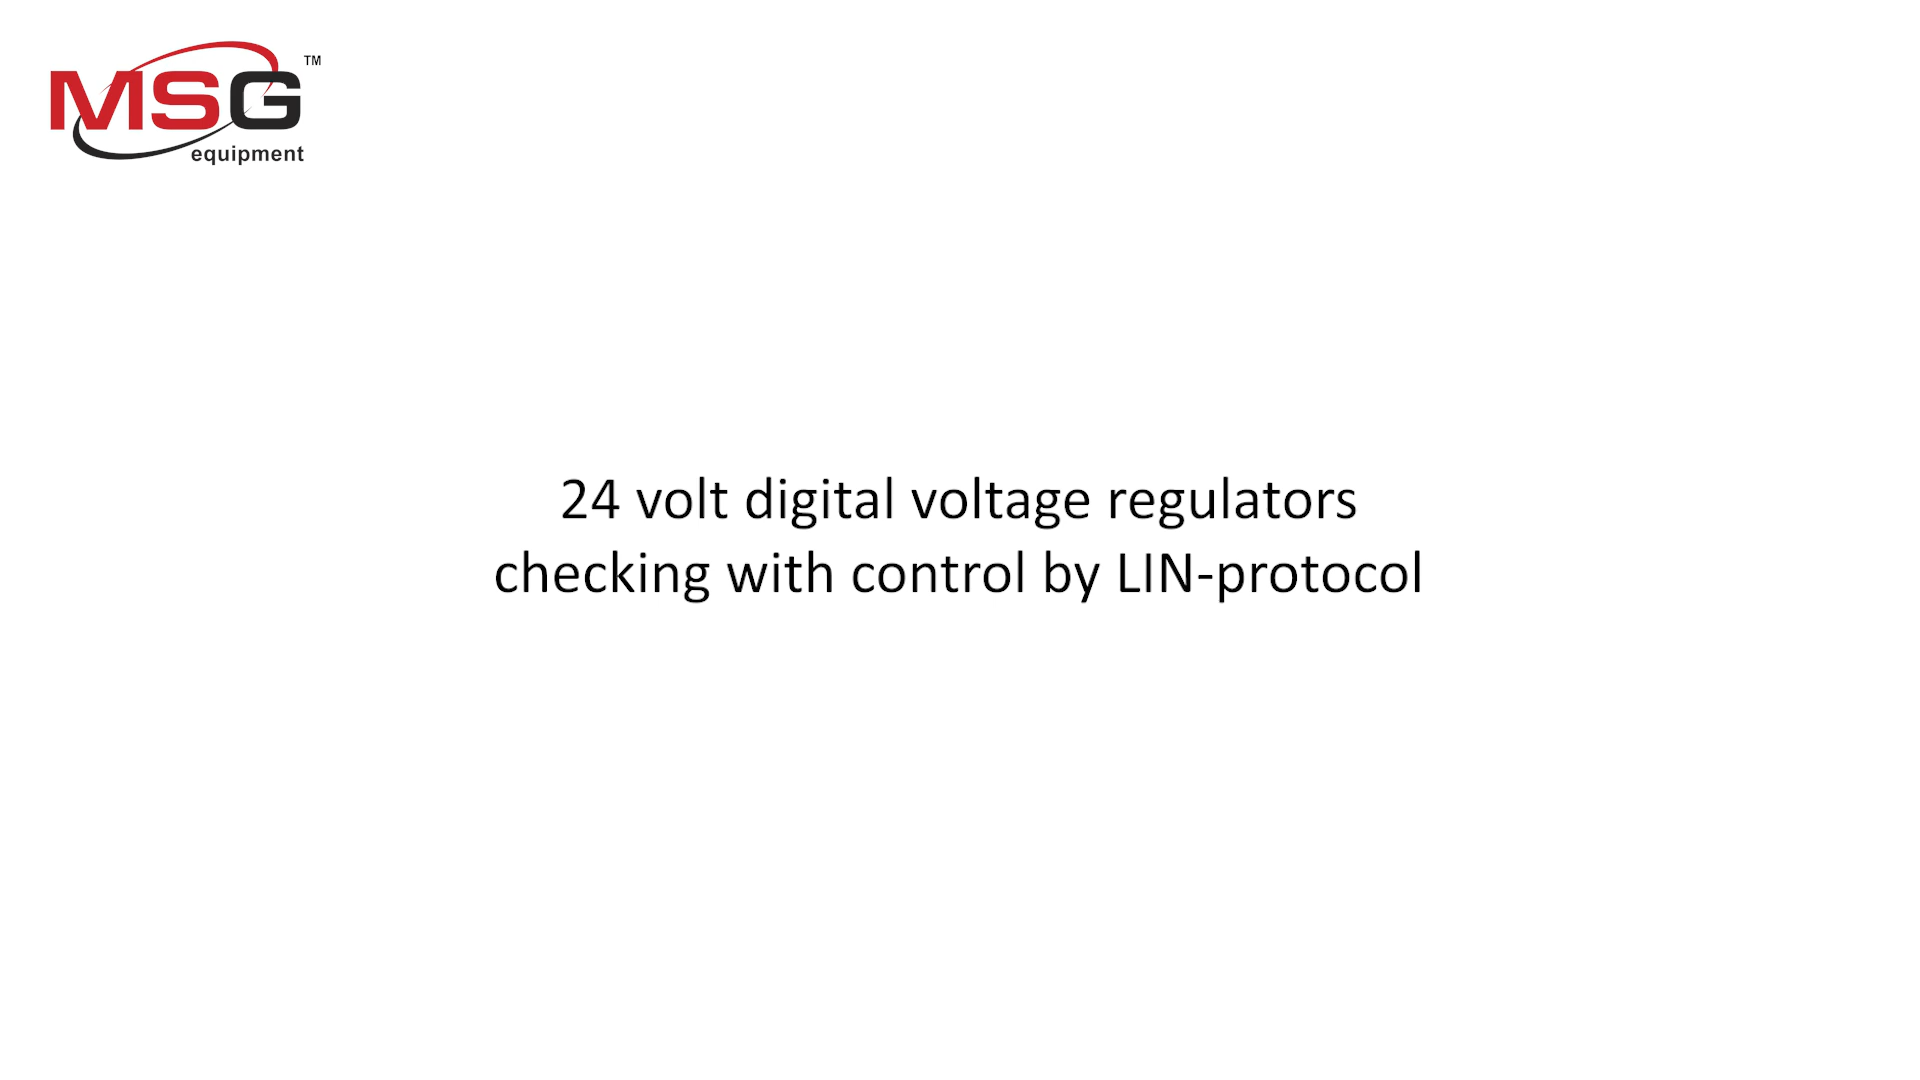 MSG™
equipment
24 volt digital voltage regulators
checking with control by LIN-protocol